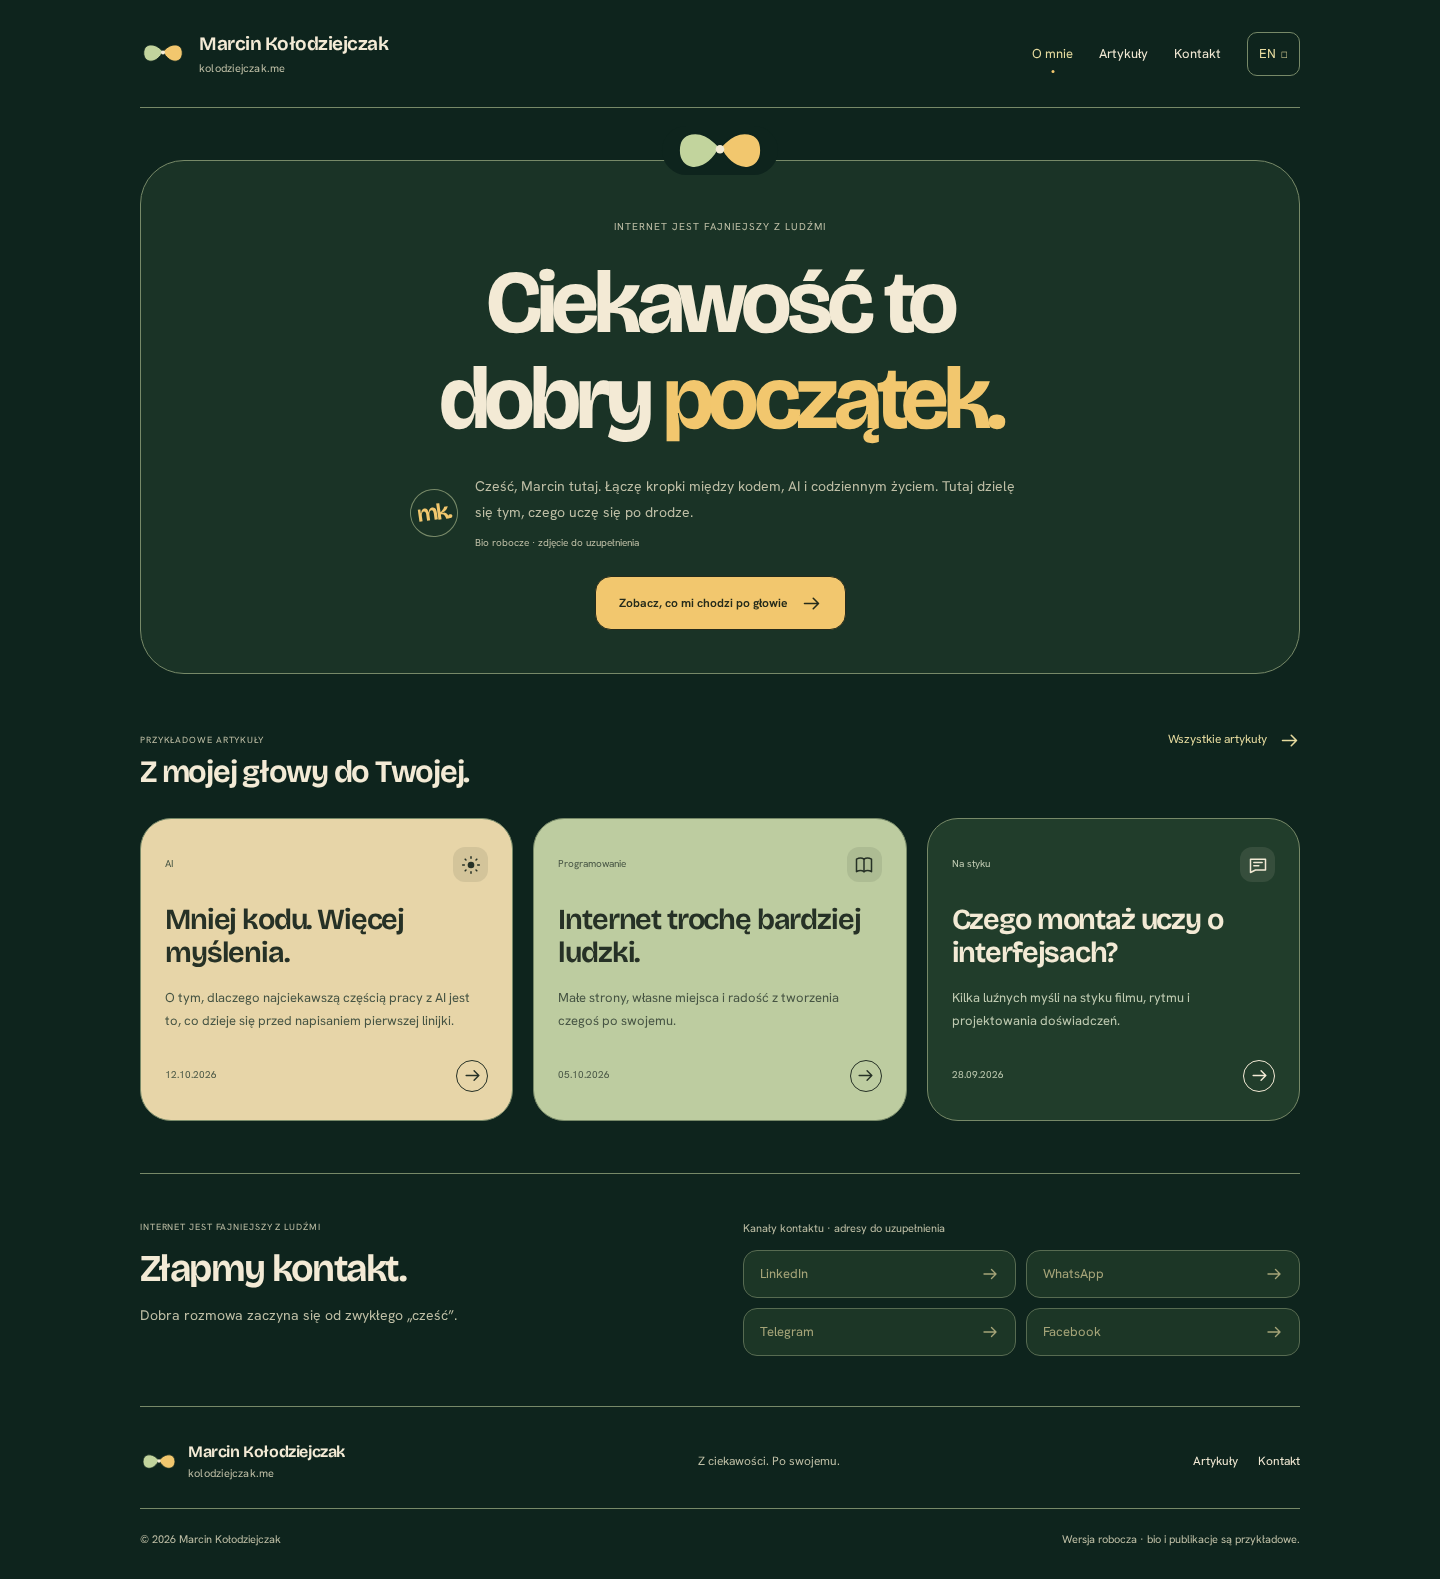 Marcin Kołodziejczak
kolodziejczak.me
O mnie
Artykuły
Kontakt
EN
INTERNET JEST FAJNIEJSZY Z LUDŹMI
Ciekawość to
dobry początek.
mk.
Cześć, Marcin tutaj. Łączę kropki między kodem, AI i codziennym życiem. Tutaj dzielę
się tym, czego uczę się po drodze.
Bio robocze · zdjęcie do uzupełnienia
Zobacz, co mi chodzi po głowie
PRZYKŁADOWE ARTYKUŁY
Z mojej głowy do Twojej.
Wszystkie artykuły
AI
Mniej kodu. Więcej
myślenia.
O tym, dlaczego najciekawszą częścią pracy z AI jest
to, co dzieje się przed napisaniem pierwszej linijki.
12.10.2026
Programowanie
Internet trochę bardziej
ludzki.
Małe strony, własne miejsca i radość z tworzenia
czegoś po swojemu.
05.10.2026
Na styku
Czego montaż uczy o
interfejsach?
Kilka luźnych myśli na styku filmu, rytmu i
projektowania doświadczeń.
28.09.2026
INTERNET JEST FAJNIEJSZY Z LUDŹMI
Złapmy kontakt.
Dobra rozmowa zaczyna się od zwykłego „cześć”.
Kanały kontaktu · adresy do uzupełnienia
LinkedIn
WhatsApp
Telegram
Facebook
Marcin Kołodziejczak
kolodziejczak.me
Z ciekawości. Po swojemu.
Artykuły
Kontakt
© 2026 Marcin Kołodziejczak
Wersja robocza · bio i publikacje są przykładowe.